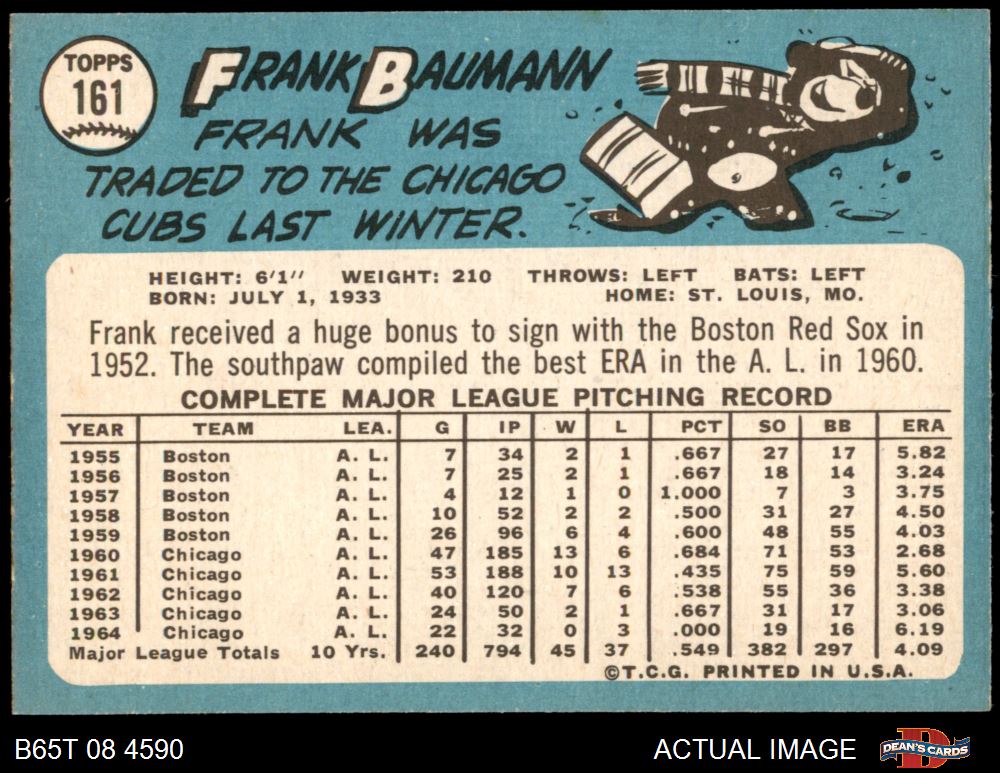 TOPPS
161
FRANK BAUMANN
FRANK WAS
TRADED TO THE CHICAGO
CUBS LAST WINTER.
HEIGHT: 6'1" WEIGHT: 210 THROWS: LEFT BATS: LEFT
BORN: JULY 1, 1933 HOME: ST. LOUIS, MO.
Frank received a huge bonus to sign with the Boston Red Sox in
1952. The southpaw compiled the best ERA in the A. L. in 1960.
COMPLETE MAJOR LEAGUE PITCHING RECORD
YEAR TEAM LEA. G IP W L PCT SO BB ERA
1955 Boston A. L. 7 34 2 1 .667 27 17 5.82
1956 Boston A. L. 7 25 2 1 .667 18 14 3.24
1957 Boston A. L. 4 12 1 0 1.000 7 3 3.75
1958 Boston A. L. 10 52 2 2 .500 31 27 4.50
1959 Boston A. L. 26 96 6 4 .600 48 55 4.03
1960 Chicago A. L. 47 185 13 6 .684 71 53 2.68
1961 Chicago A. L. 53 188 10 13 .435 75 59 5.60
1962 Chicago A. L. 40 120 7 6 .538 55 36 3.38
1963 Chicago A. L. 24 50 2 1 .667 31 17 3.06
1964 Chicago A. L. 22 32 0 3 .000 19 16 6.19
Major League Totals 10 Yrs. 240 794 45 37 .549 382 297 4.09
©T.C.G. PRINTED IN U.S.A.
B65T 08 4590 ACTUAL IMAGE DEAN'S CARDS